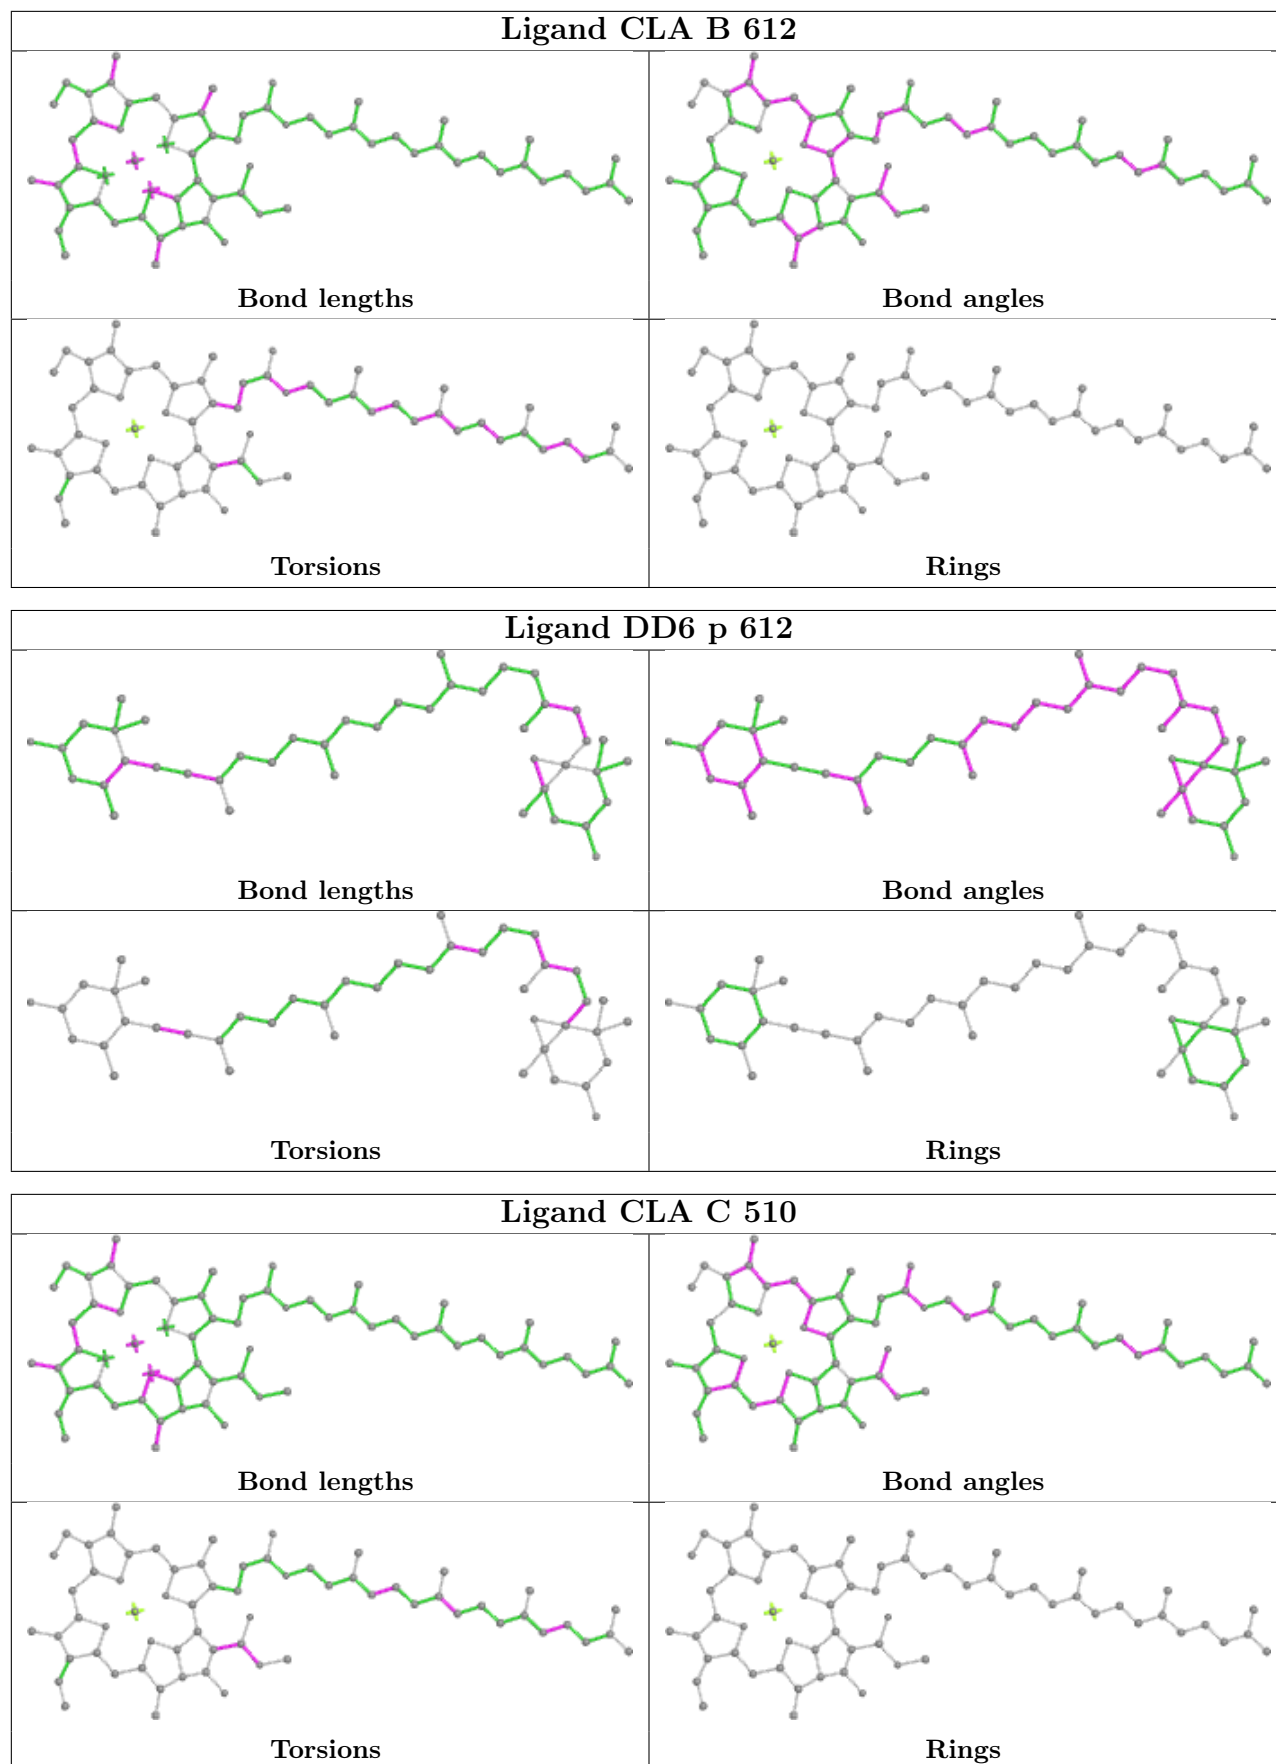 Ligand CLA B 612
Bond lengths
Bond angles
Torsions
Rings
Ligand DD6 p 612
Bond lengths
Bond angles
Torsions
Rings
Ligand CLA C 510
Bond lengths
Bond angles
Torsions
Rings